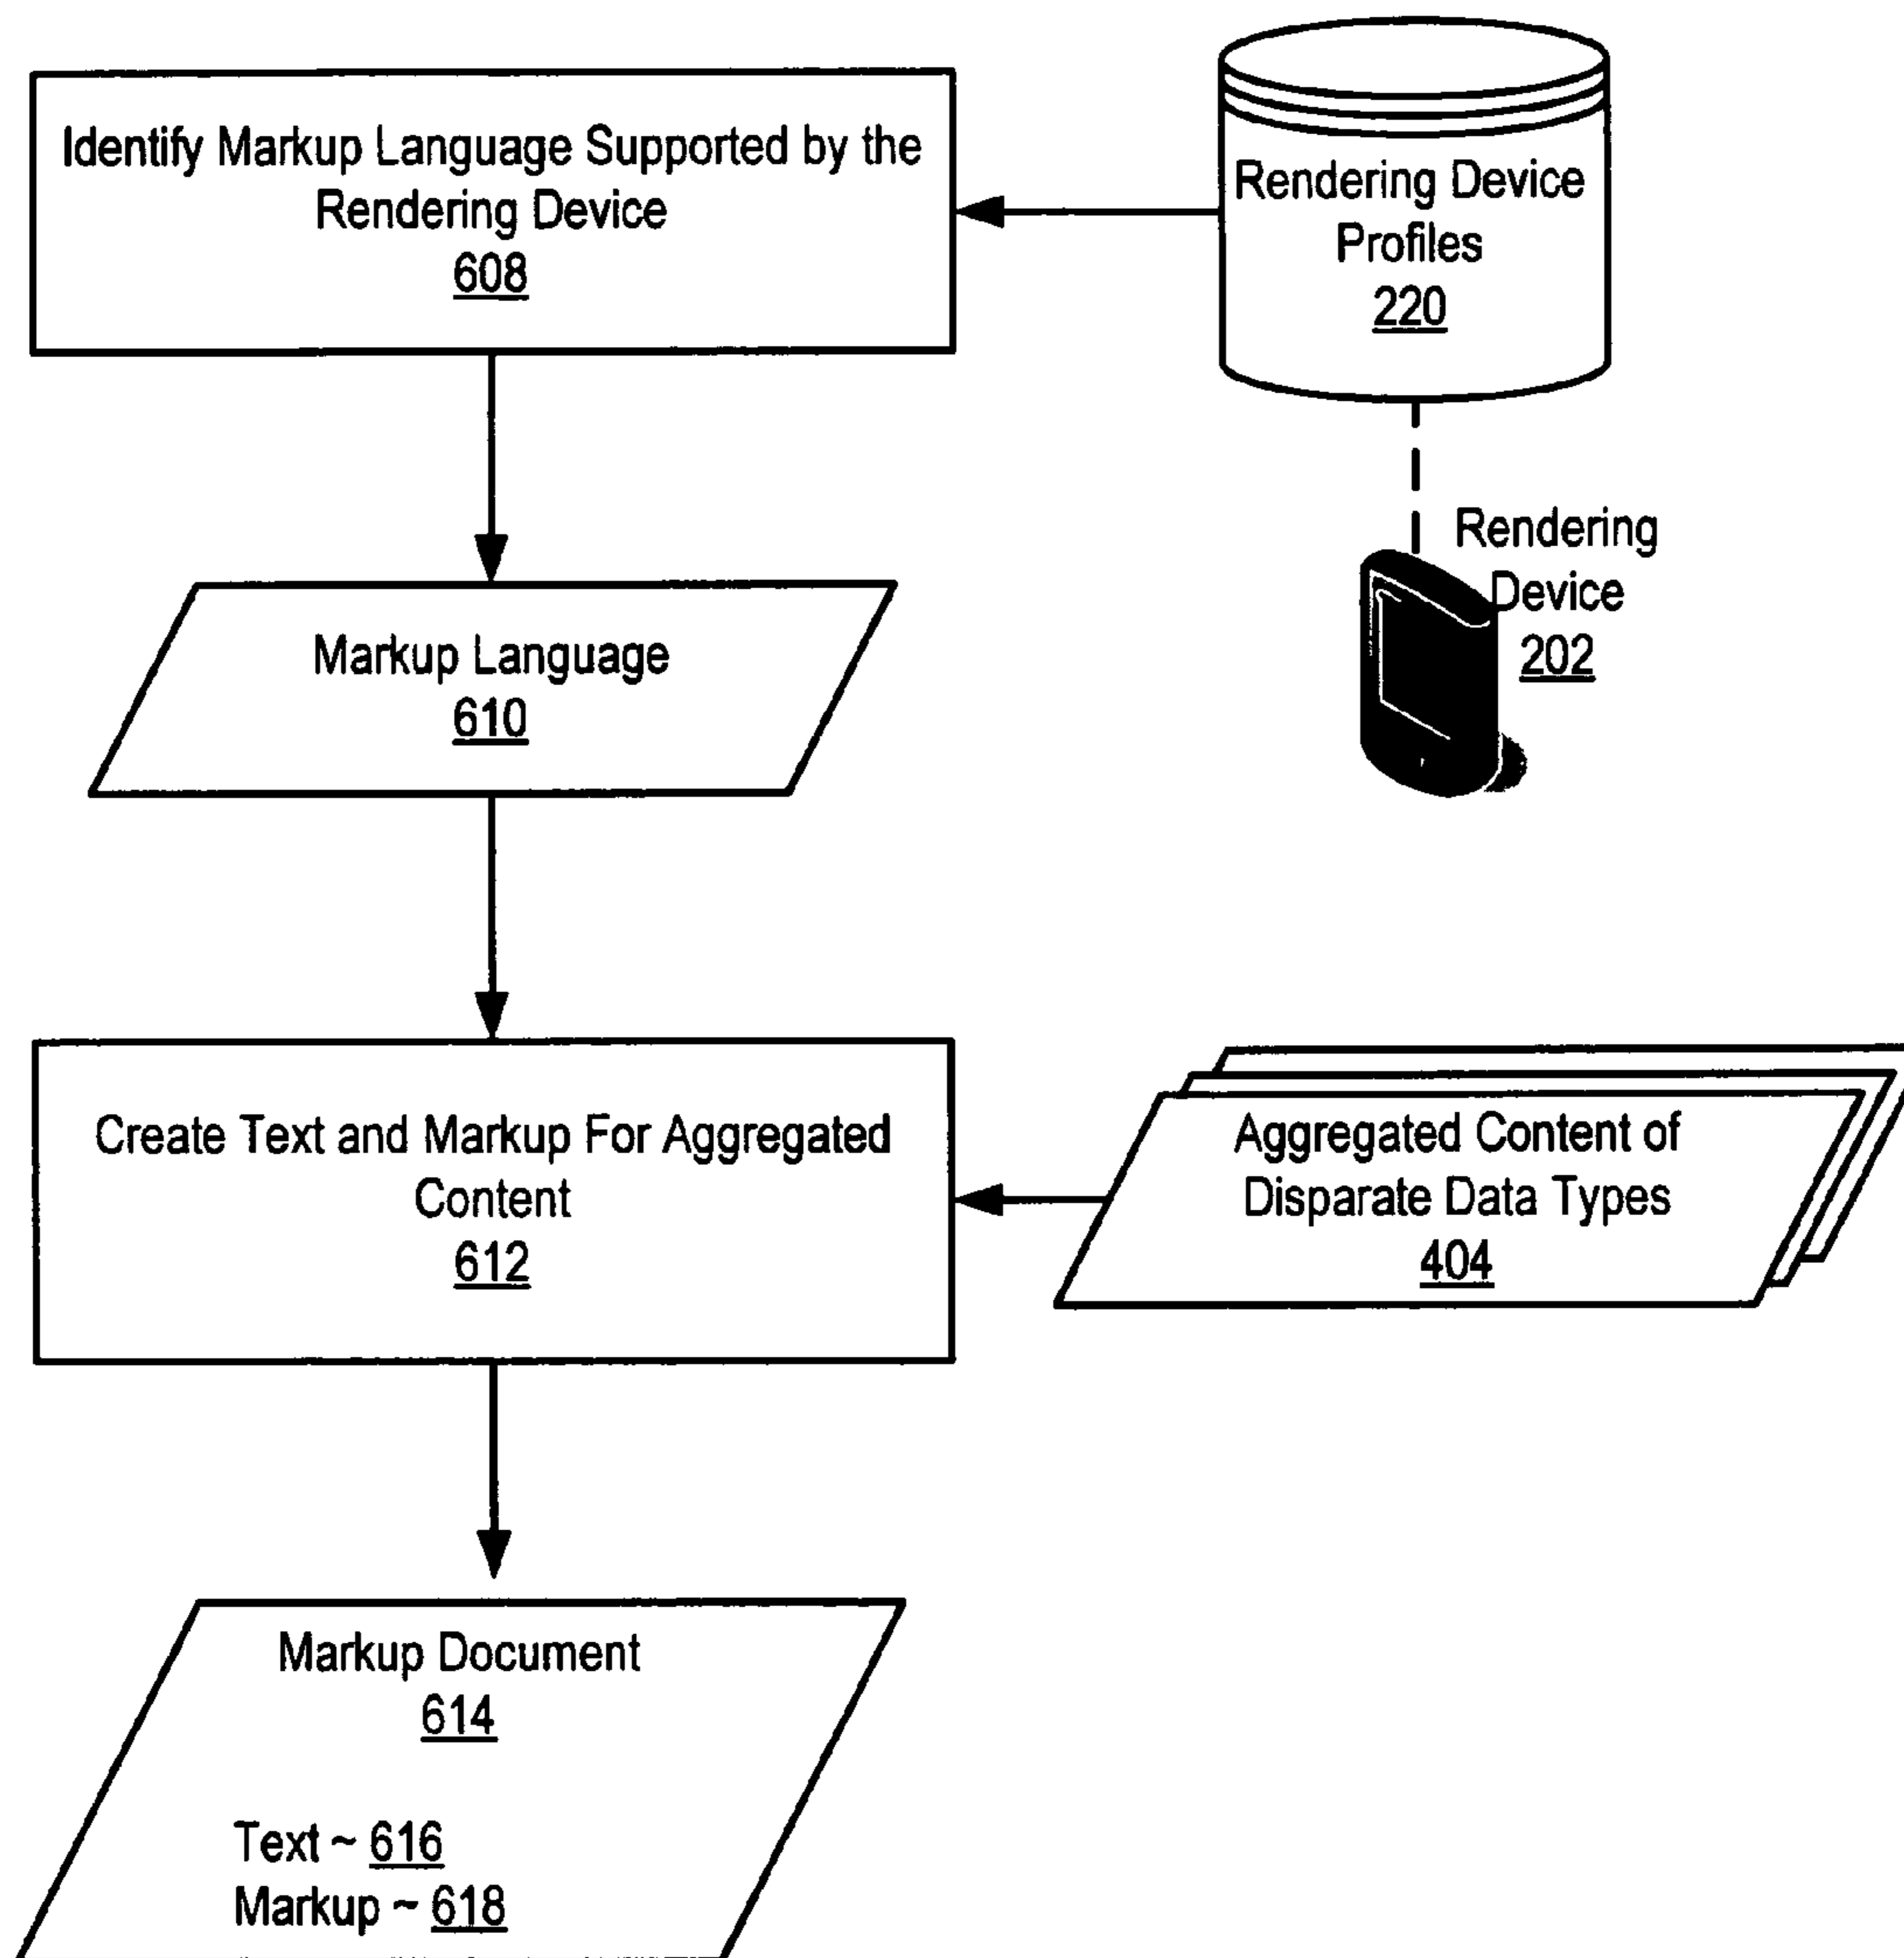 Identify Markup Language Supported by the
Rendering Device
608
Rendering Device
Profiles
220
Rendering
Device
202
Markup Language
610
Create Text and Markup For Aggregated
Content
612
Aggregated Content of
Disparate Data Types
404
Markup Document
614
Text ~ 616
Markup ~ 618